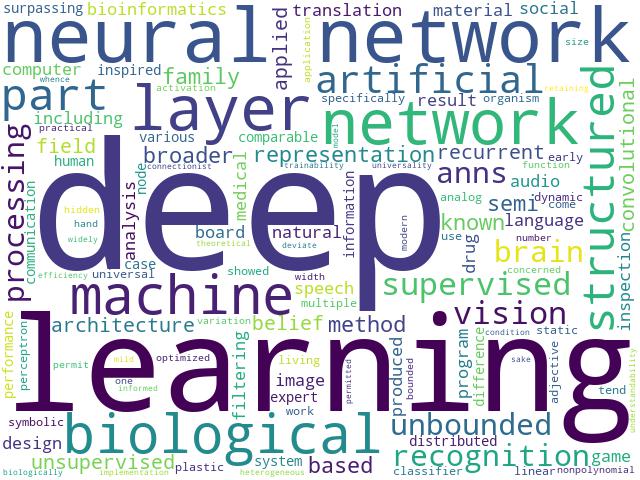 surpassing bioinformatics translation material social
neural network
applied
application
size
computer inspired family artificial
whence activation
specifically result organism retaining
part layer
including network structured convolutional
practical
field various comparable representation recurrent early
human broader connectionist trainability universality function
model
processing communication
deep
analysis node medical
anns audio
analog semi dynamic
come
hidden hand widely
board natural information modern known language
theoretical deviate use drug number
case universal showed
efficiency
width concerned
machine speech multiple supervised brain inspection
architecture variation belief method vision
performance perceptron
permit mild optimized living
filtering
produced bounded program difference condition static
one informed
image permitted
expert
sake adjective understandability
learning
symbolic work tend
design biological unbounded
distributed
unsupervised system based recognition game
plastic classifier linear nonpolynomial
biologically implementation heterogeneous